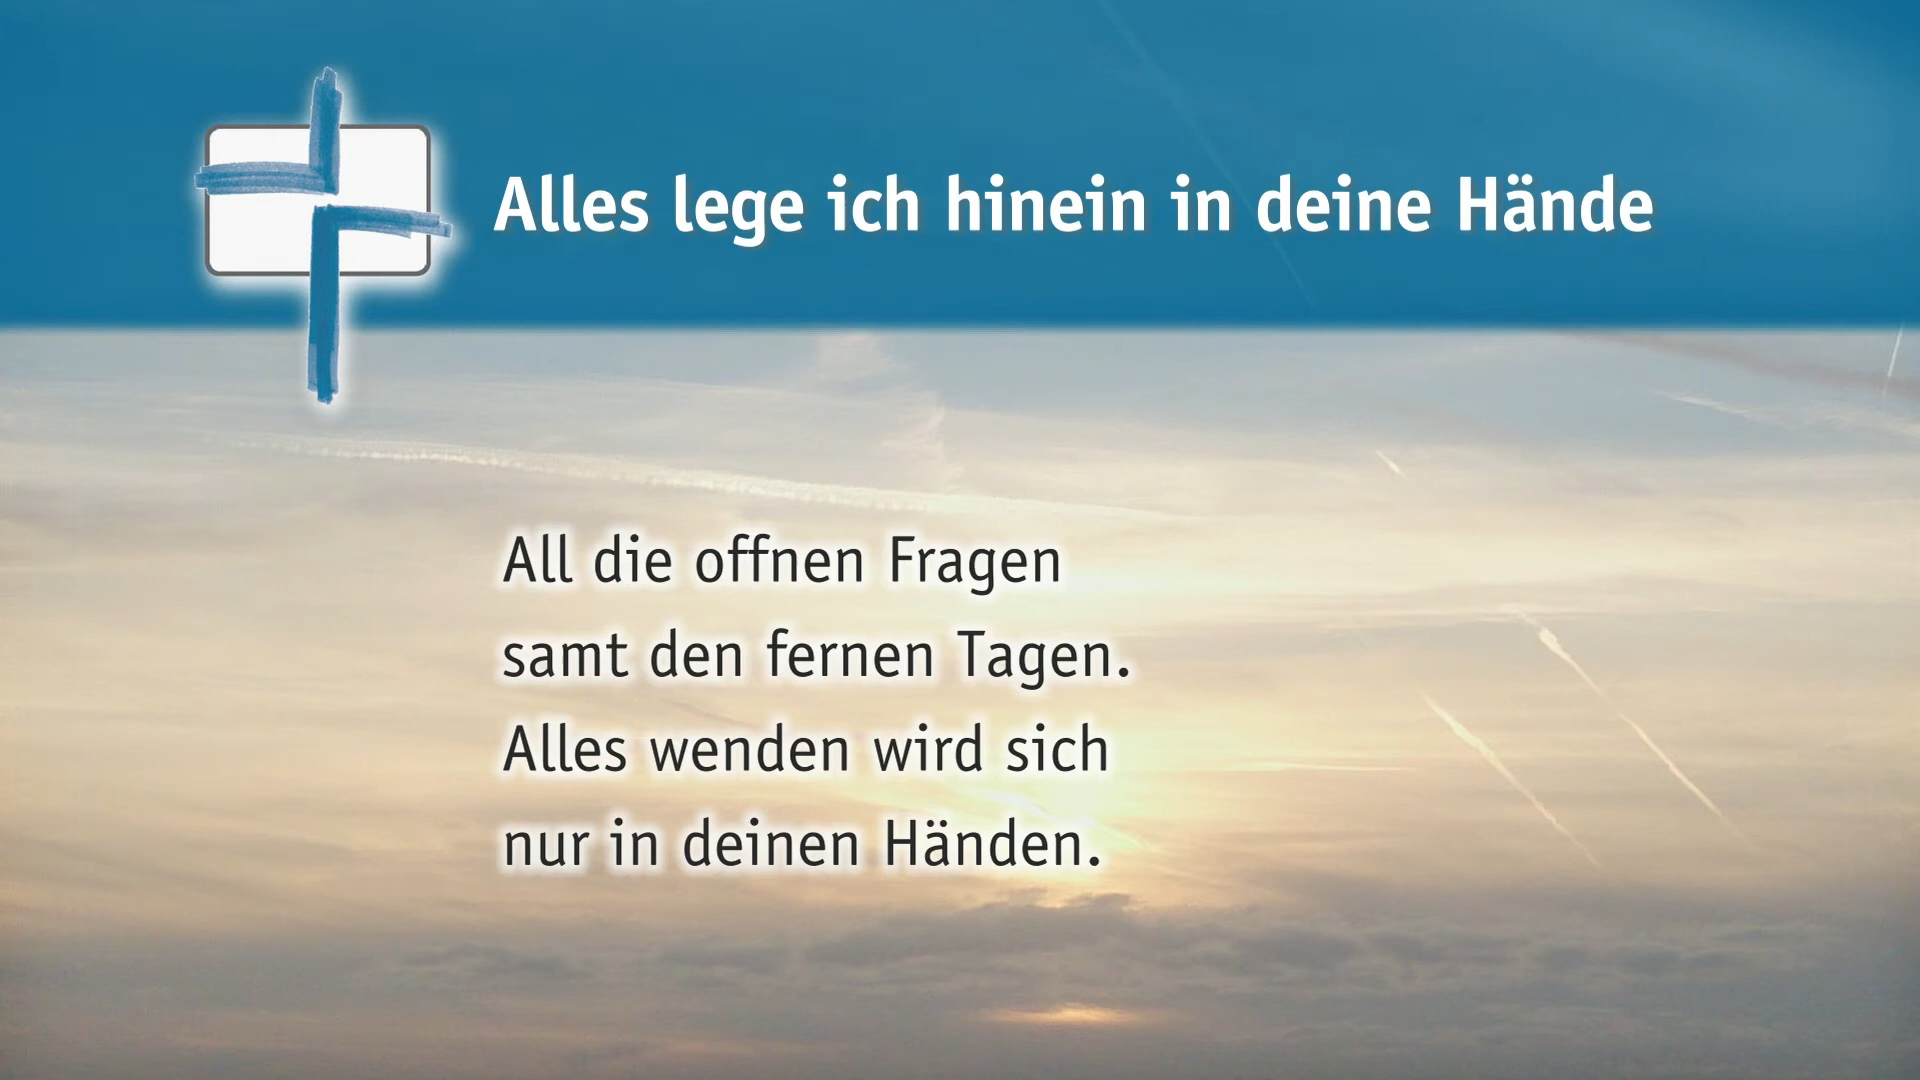 Alles lege ich hinein in deine Hände
All die offnen Fragen
samt den fernen Tagen.
Alles wenden wird sich
nur in deinen Händen.